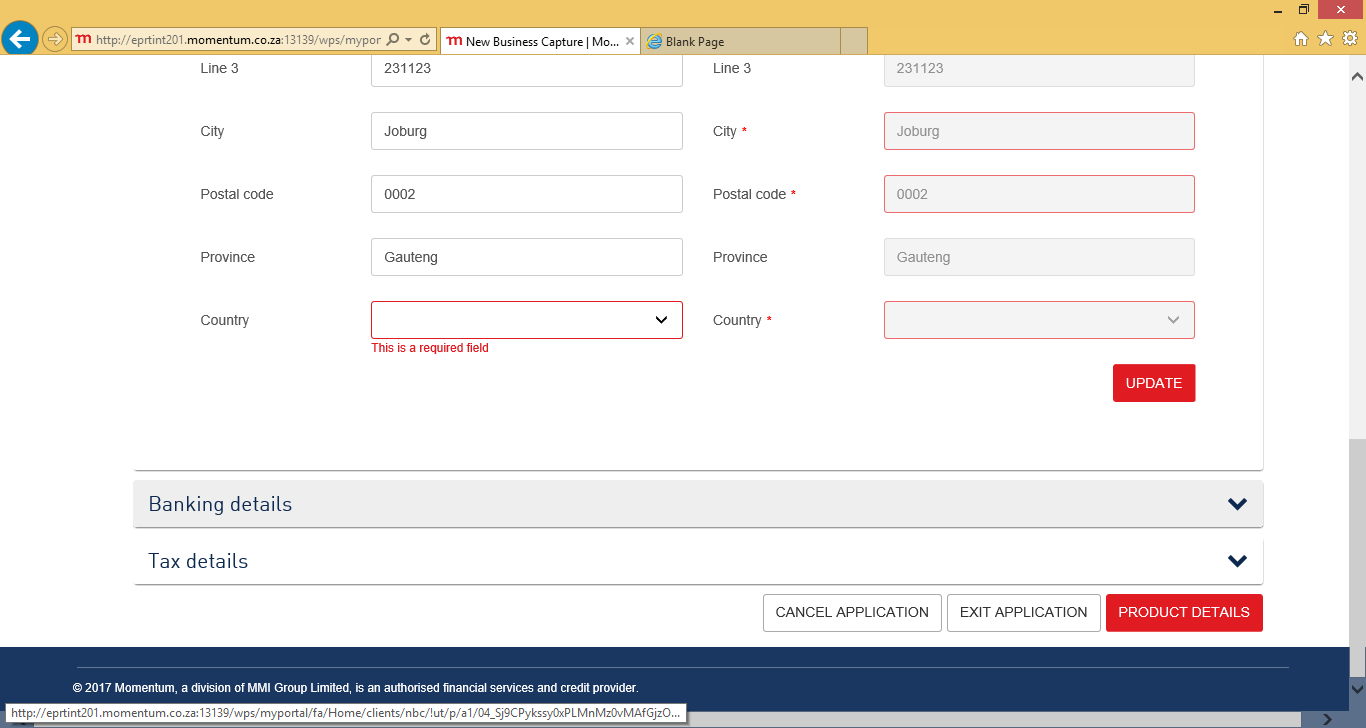 http://eprtint201.momentum.co.za:13139/wps/mypor
New Business Capture | Mo...
Blank Page
Line 3 231123 Line 3 231123
City Joburg City * Joburg
Postal code 0002 Postal code * 0002
Province Gauteng Province Gauteng
Country Country *
This is a required field
UPDATE
Banking details
Tax details
CANCEL APPLICATION EXIT APPLICATION PRODUCT DETAILS
© 2017 Momentum, a division of MMI Group Limited, is an authorised financial services and credit provider.
http://eprtint201.momentum.co.za:13139/wps/myportal/fa/Home/clients/nbc/!ut/p/a1/04_Sj9CPykssy0xPLMnMz0vMAfGjzO...